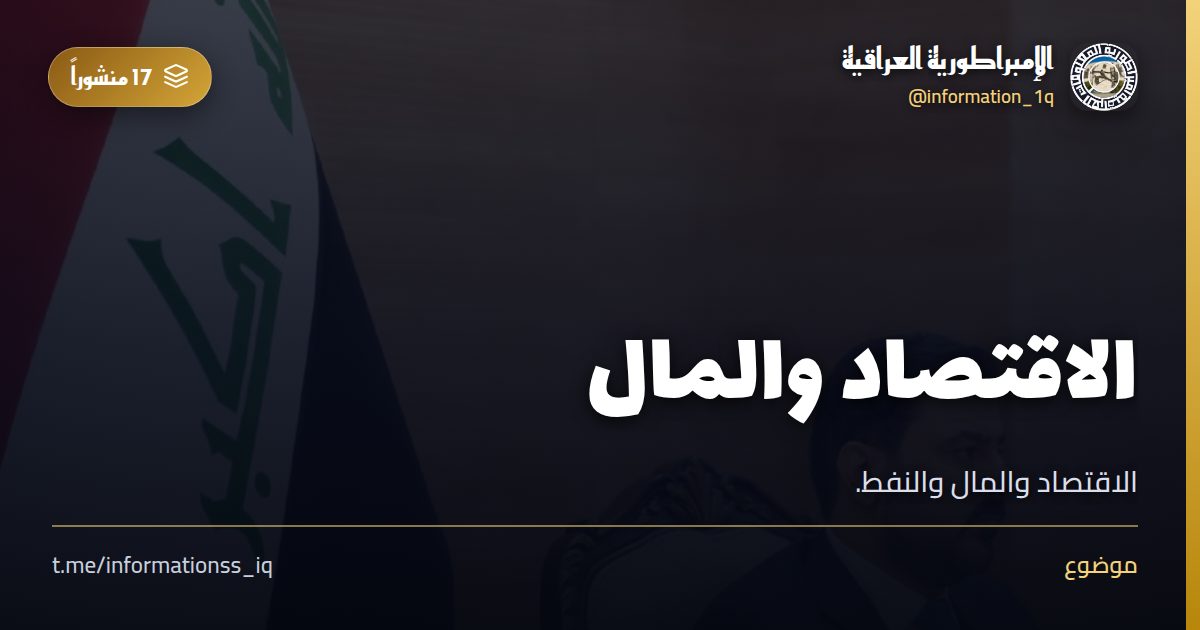 الإمبراطورية العراقية
@information_1q
17 منشوراً
الاقتصاد والمال
الاقتصاد والمال والنفط.
موضوع
t.me/informationss_iq